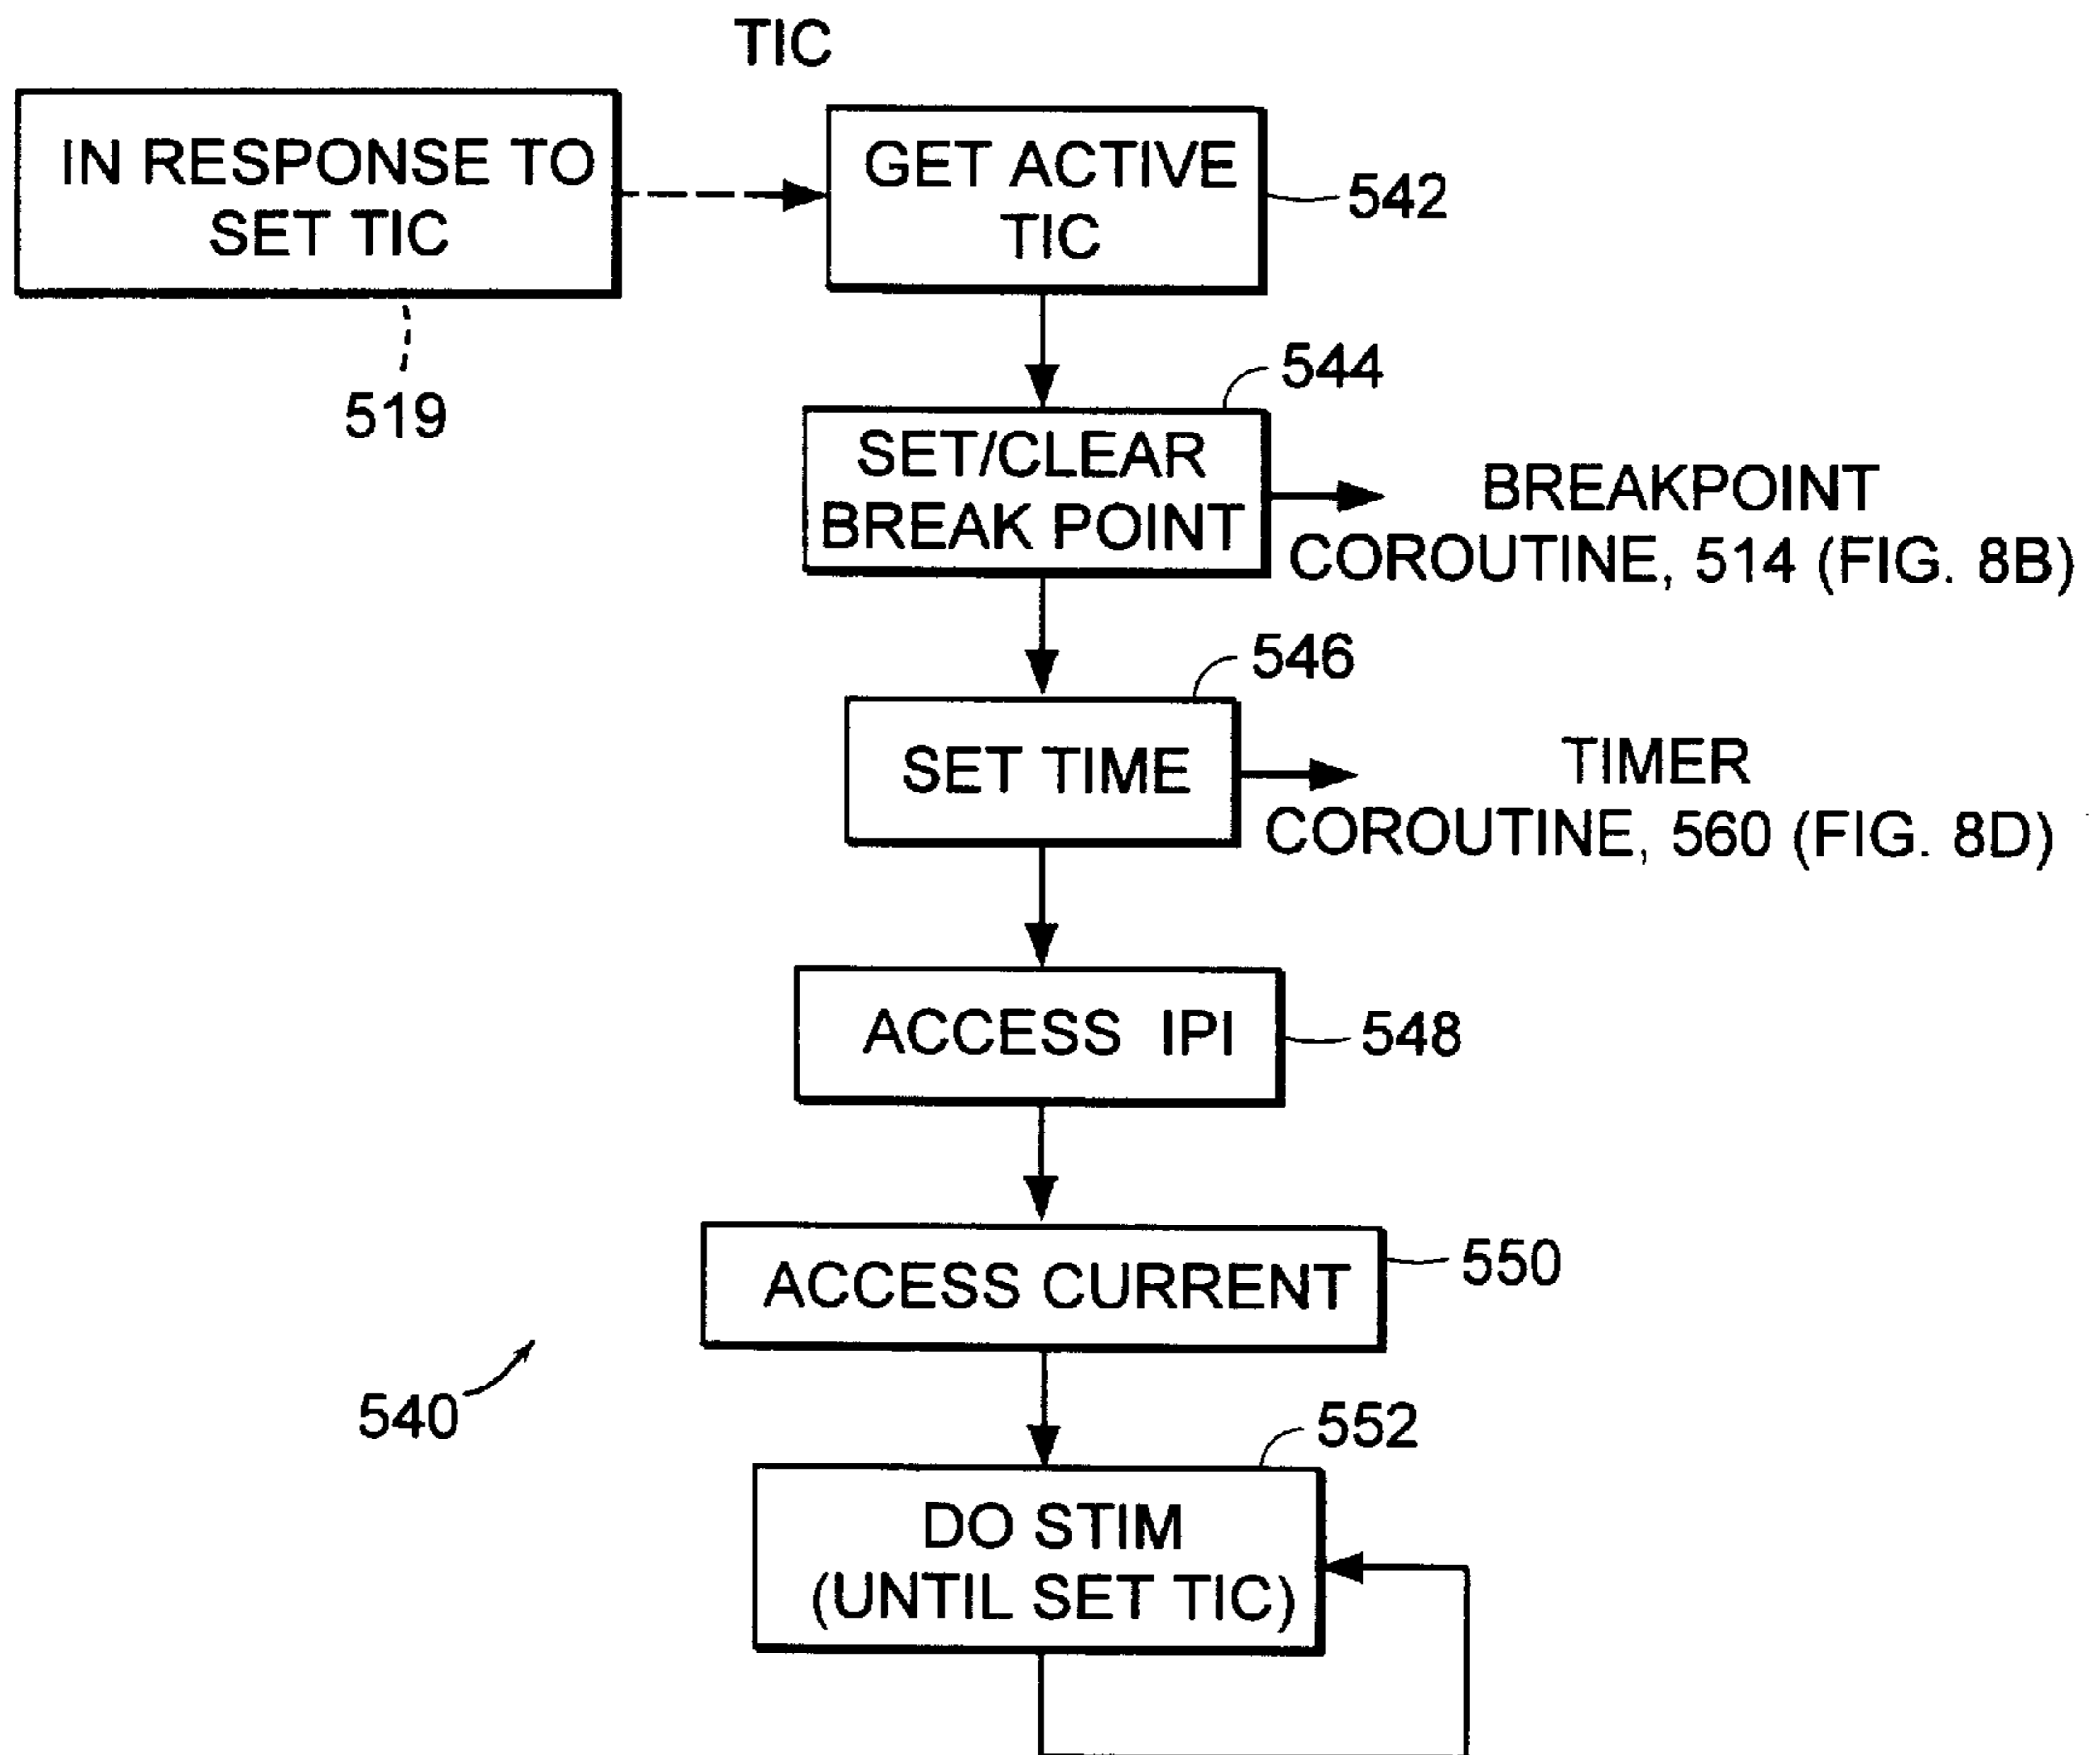 TIC
IN RESPONSE TO
SET TIC
519
GET ACTIVE
TIC
542
544
SET/CLEAR
BREAK POINT
BREAKPOINT
COROUTINE, 514 (FIG. 8B)
546
SET TIME
TIMER
COROUTINE, 560 (FIG. 8D)
ACCESS IPI
548
ACCESS CURRENT
550
540
552
DO STIM
(UNTIL SET TIC)